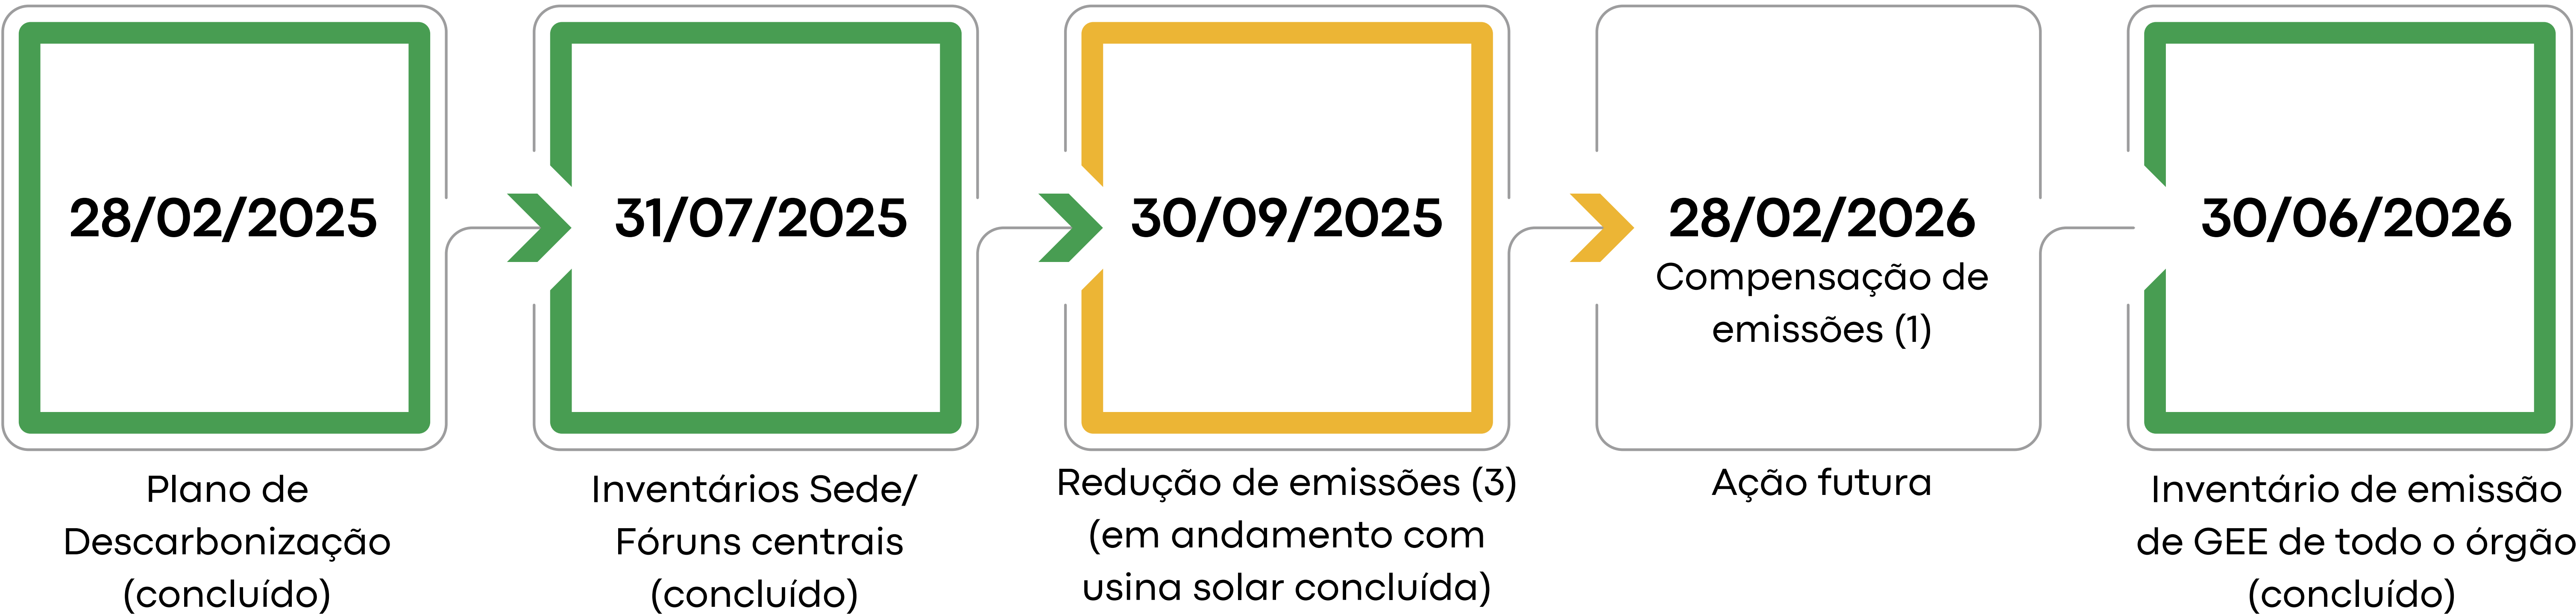 28/02/2025
Plano de
Descarbonização
(concluído)
31/07/2025
Inventários Sede/
Fóruns centrais
(concluído)
30/09/2025
Redução de emissões (3)
(em andamento com
usina solar concluída)
28/02/2026
Compensação de
emissões (1)
Ação futura
30/06/2026
Inventário de emissão
de GEE de todo o órgão
(concluído)